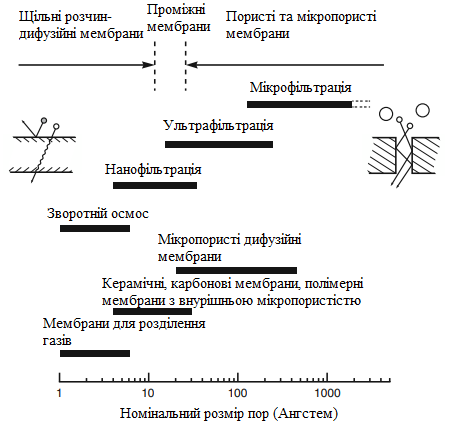 Щільні розчин-
дифузійні мембрани
Проміжні
мембрани
Пористі та мікропористі
мембрани
Мікрофільтрація
Ультрафільтрація
Нанофільтрація
Зворотній осмос
Мікропористі дифузійні
мембрани
Керамічні, карбонові мембрани, полімерні
мембрани з внурішньою мікропористістю
Мембрани для розділення
газів
1 10 100 1000
Номінальний розмір пор (Ангстем)